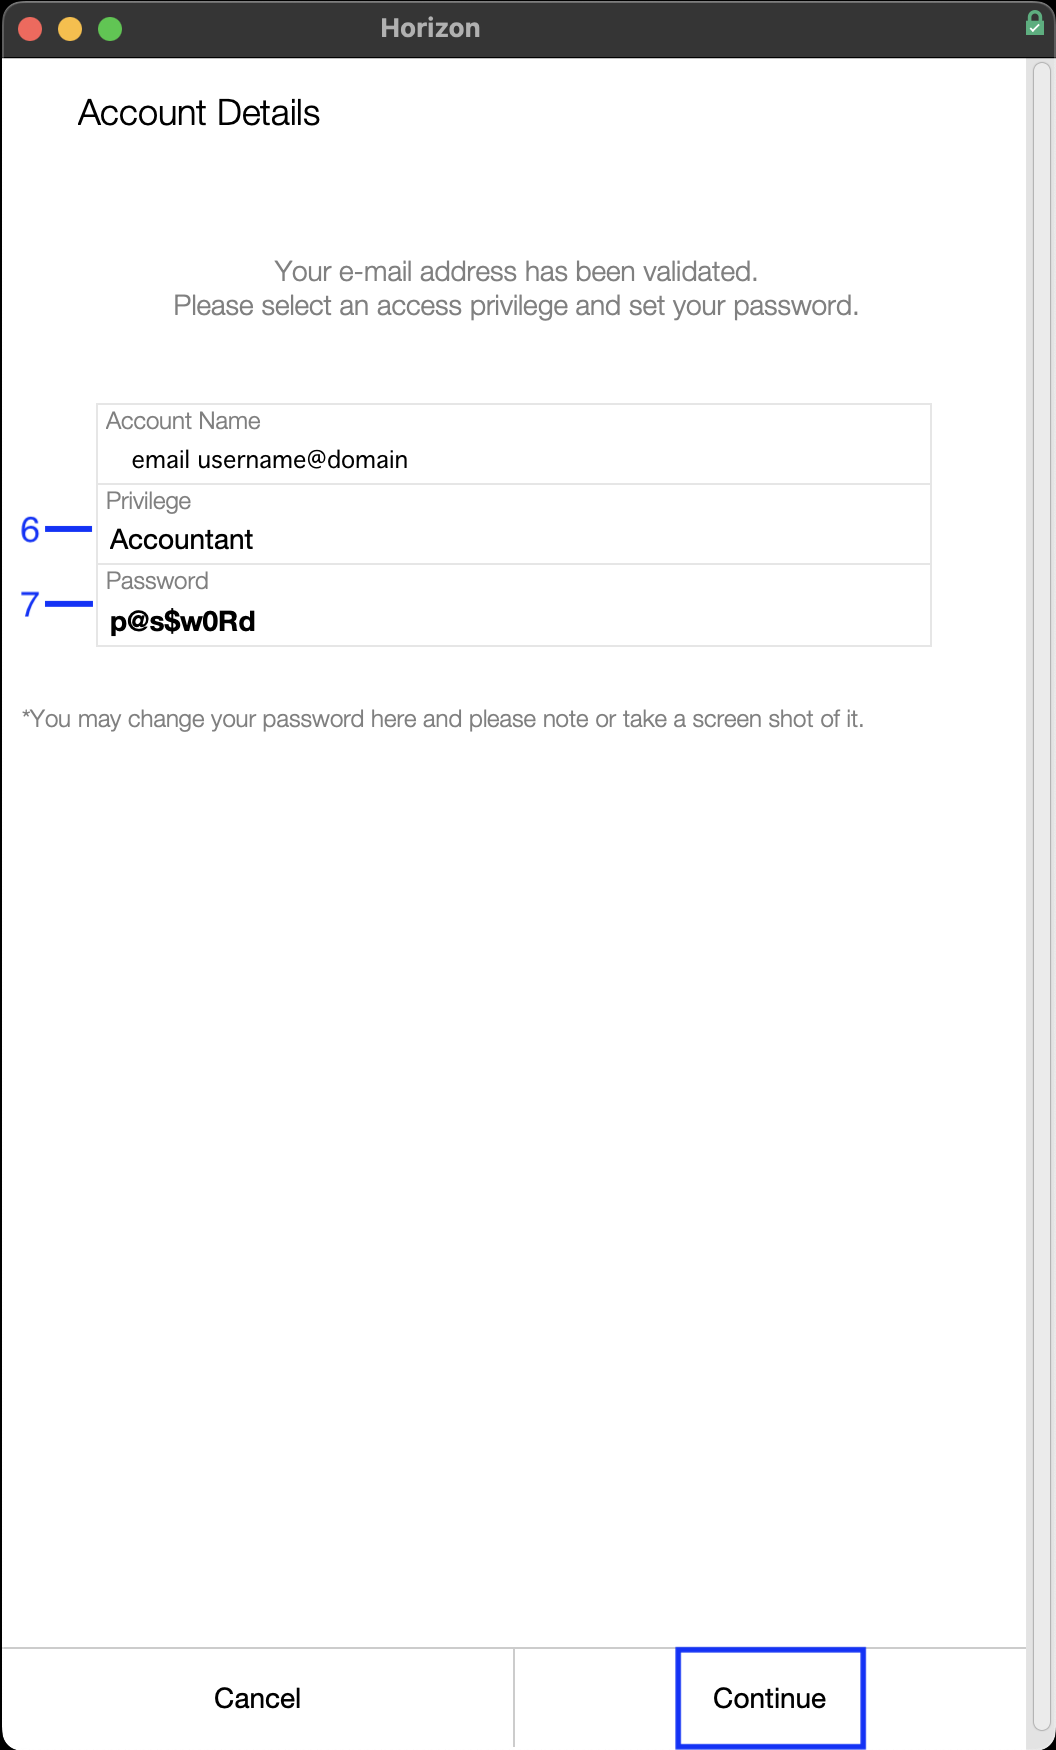 Horizon
Account Details
Your e-mail address has been validated.
Please select an access privilege and set your password.
Account Name
email username@domain
Privilege
6
Accountant
Password
7
p@s$w0Rd
*You may change your password here and please note or take a screen shot of it.
Cancel
Continue